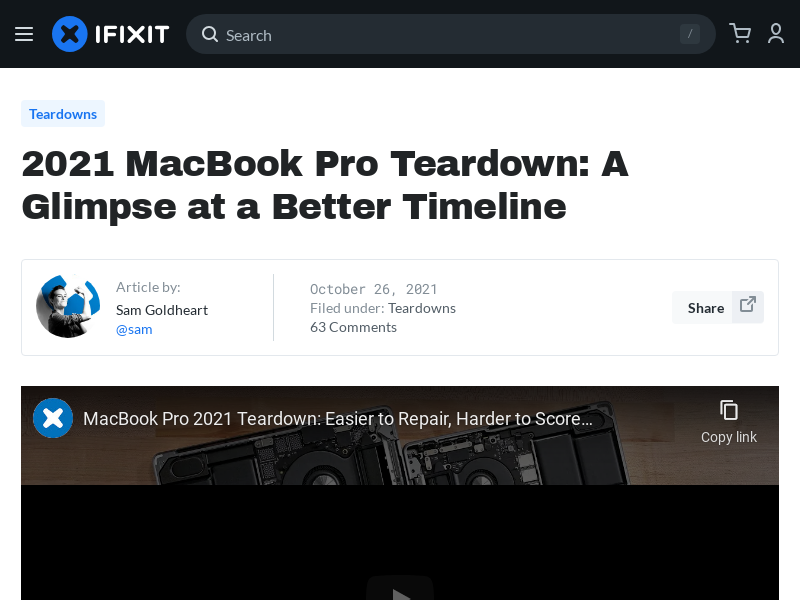 IFIXIT
Search
/
Teardowns
2021 MacBook Pro Teardown: A
Glimpse at a Better Timeline
Article by:
Sam Goldheart
@sam
October 26, 2021
Filed under: Teardowns
63 Comments
Share
MacBook Pro 2021 Teardown: Easier to Repair, Harder to Score…
Copy link